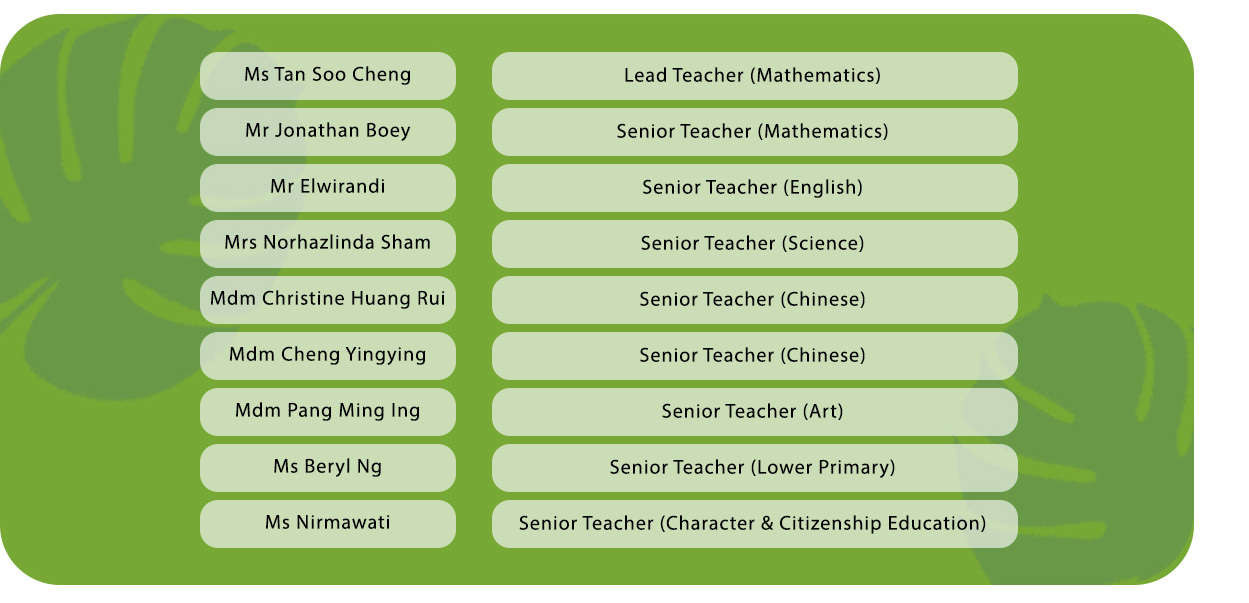 Ms Tan Soo Cheng Lead Teacher (Mathematics)
Mr Jonathan Boey Senior Teacher (Mathematics)
Mr Elwirandi Senior Teacher (English)
Mrs Norhazlinda Sham Senior Teacher (Science)
Mdm Christine Huang Rui Senior Teacher (Chinese)
Mdm Cheng Yingying Senior Teacher (Chinese)
Mdm Pang Ming Ing Senior Teacher (Art)
Ms Beryl Ng Senior Teacher (Lower Primary)
Ms Nirmawati Senior Teacher (Character & Citizenship Education)